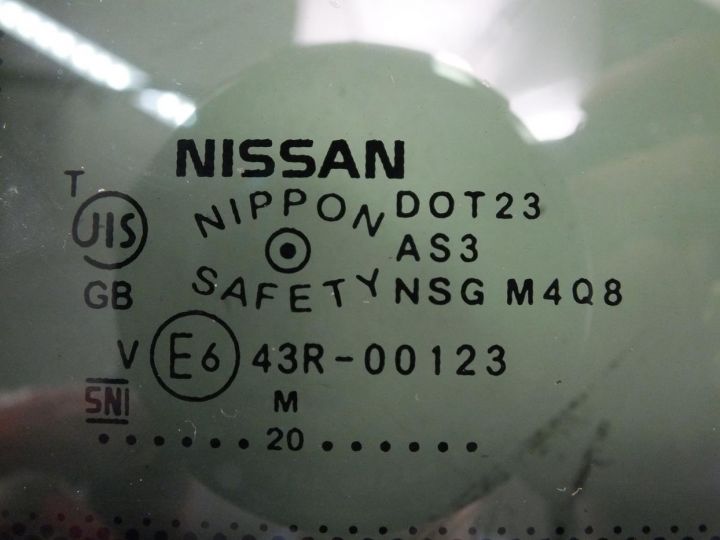 NISSAN
T
JIS
NIPPON DOT23
AS3
GB SAFETY NSG M4Q8
V E6 43R-00123
SNI M
......20.......